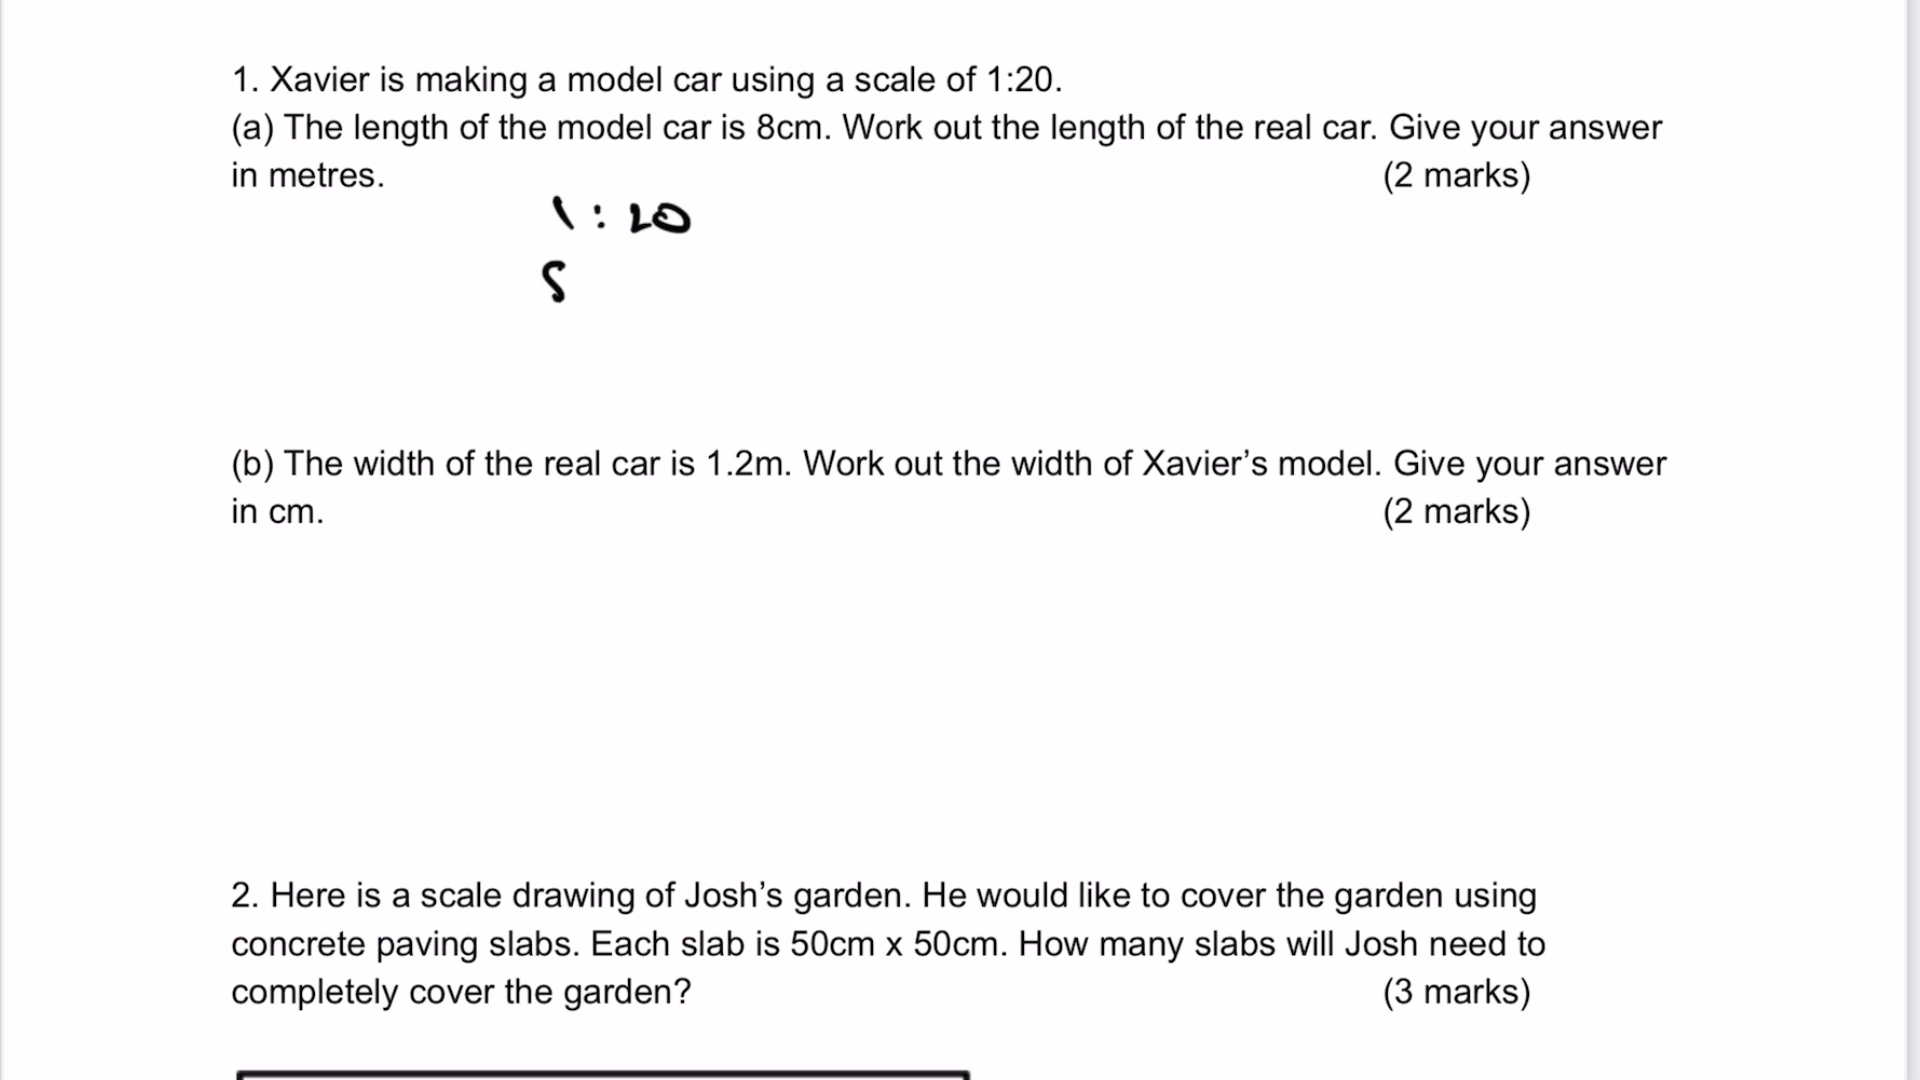 1. Xavier is making a model car using a scale of 1:20.
(a) The length of the model car is 8cm. Work out the length of the real car. Give your answer
in metres. (2 marks)
1 : 20
(b) The width of the real car is 1.2m. Work out the width of Xavier’s model. Give your answer
in cm. (2 marks)
2. Here is a scale drawing of Josh’s garden. He would like to cover the garden using
concrete paving slabs. Each slab is 50cm x 50cm. How many slabs will Josh need to
completely cover the garden? (3 marks)